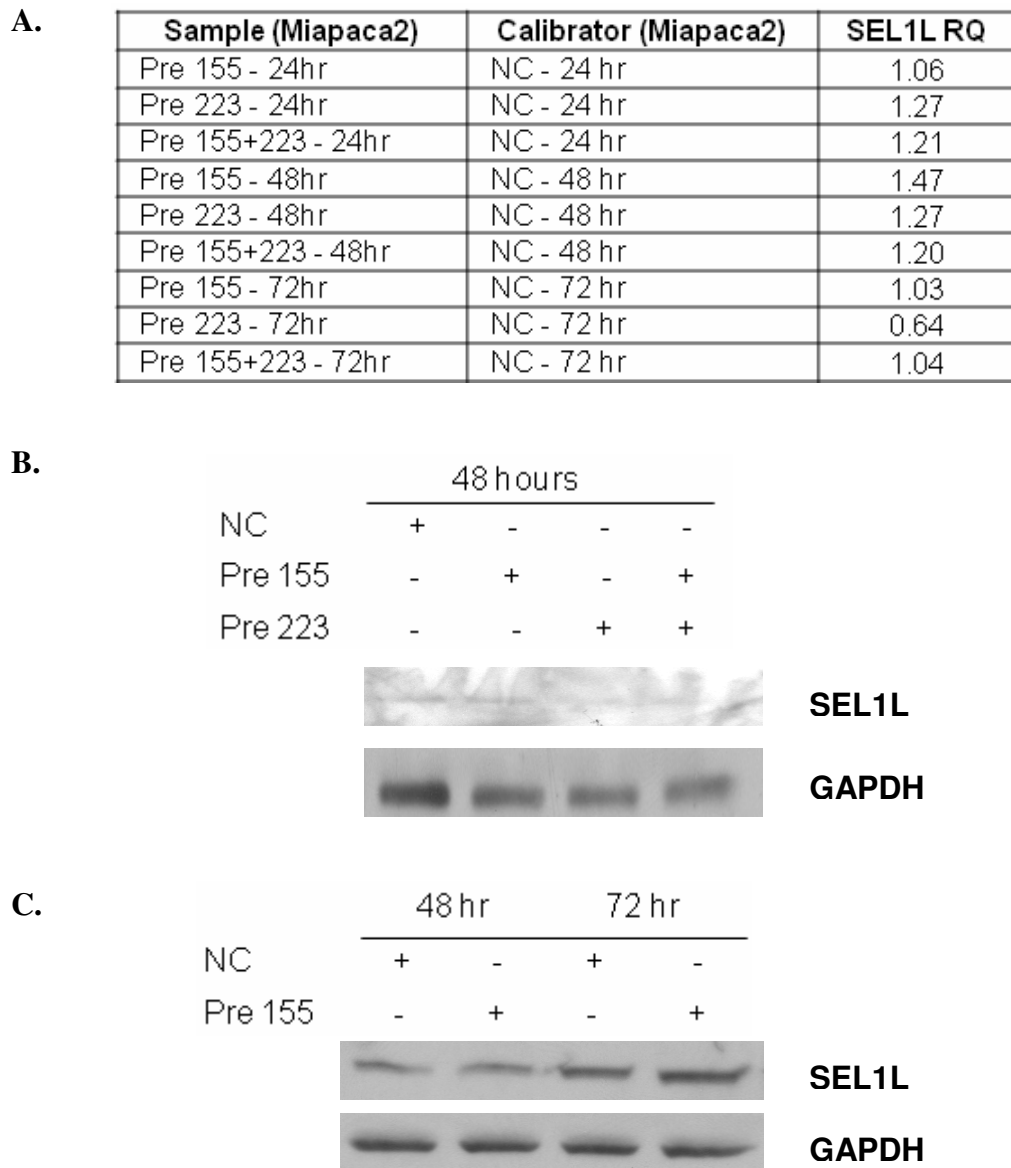 A.
Sample (Miapaca2) Calibrator (Miapaca2) SEL1L RQ
Pre 155 - 24hr NC - 24 hr 1.06
Pre 223 - 24hr NC - 24 hr 1.27
Pre 155+223 - 24hr NC - 24 hr 1.21
Pre 155 - 48hr NC - 48 hr 1.47
Pre 223 - 48hr NC - 48 hr 1.27
Pre 155+223 - 48hr NC - 48 hr 1.20
Pre 155 - 72hr NC - 72 hr 1.03
Pre 223 - 72hr NC - 72 hr 0.64
Pre 155+223 - 72hr NC - 72 hr 1.04
B.
48 hours
NC + - - -
Pre 155 - + - +
Pre 223 - - + +
SEL1L
GAPDH
C.
48 hr 72 hr
NC + - + -
Pre 155 - + - +
SEL1L
GAPDH